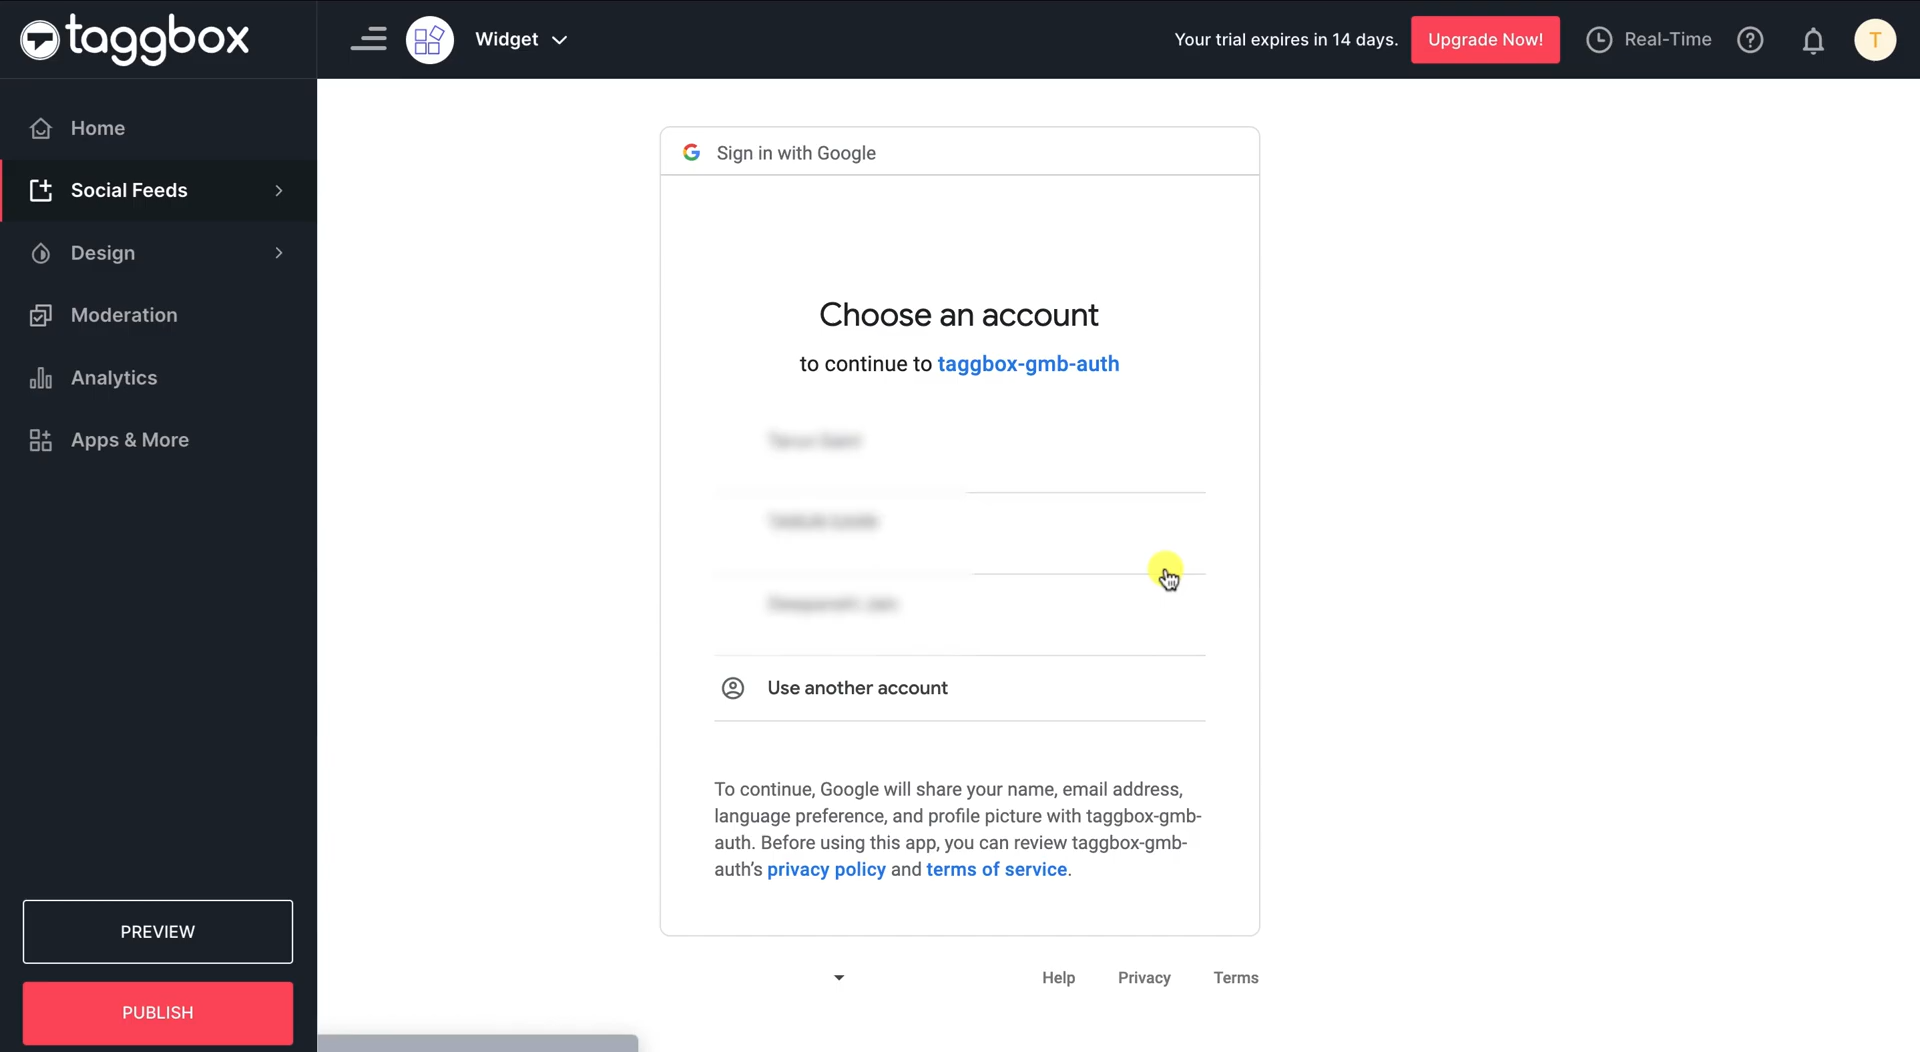 taggbox
Widget
Your trial expires in 14 days.
Upgrade Now!
Real-Time
T
Home
Social Feeds
Design
Moderation
Analytics
Apps & More
PREVIEW
PUBLISH
Sign in with Google
Choose an account
to continue to taggbox-gmb-auth
Use another account
To continue, Google will share your name, email address,
language preference, and profile picture with taggbox-gmb-
auth. Before using this app, you can review taggbox-gmb-
auth's privacy policy and terms of service.
Help
Privacy
Terms